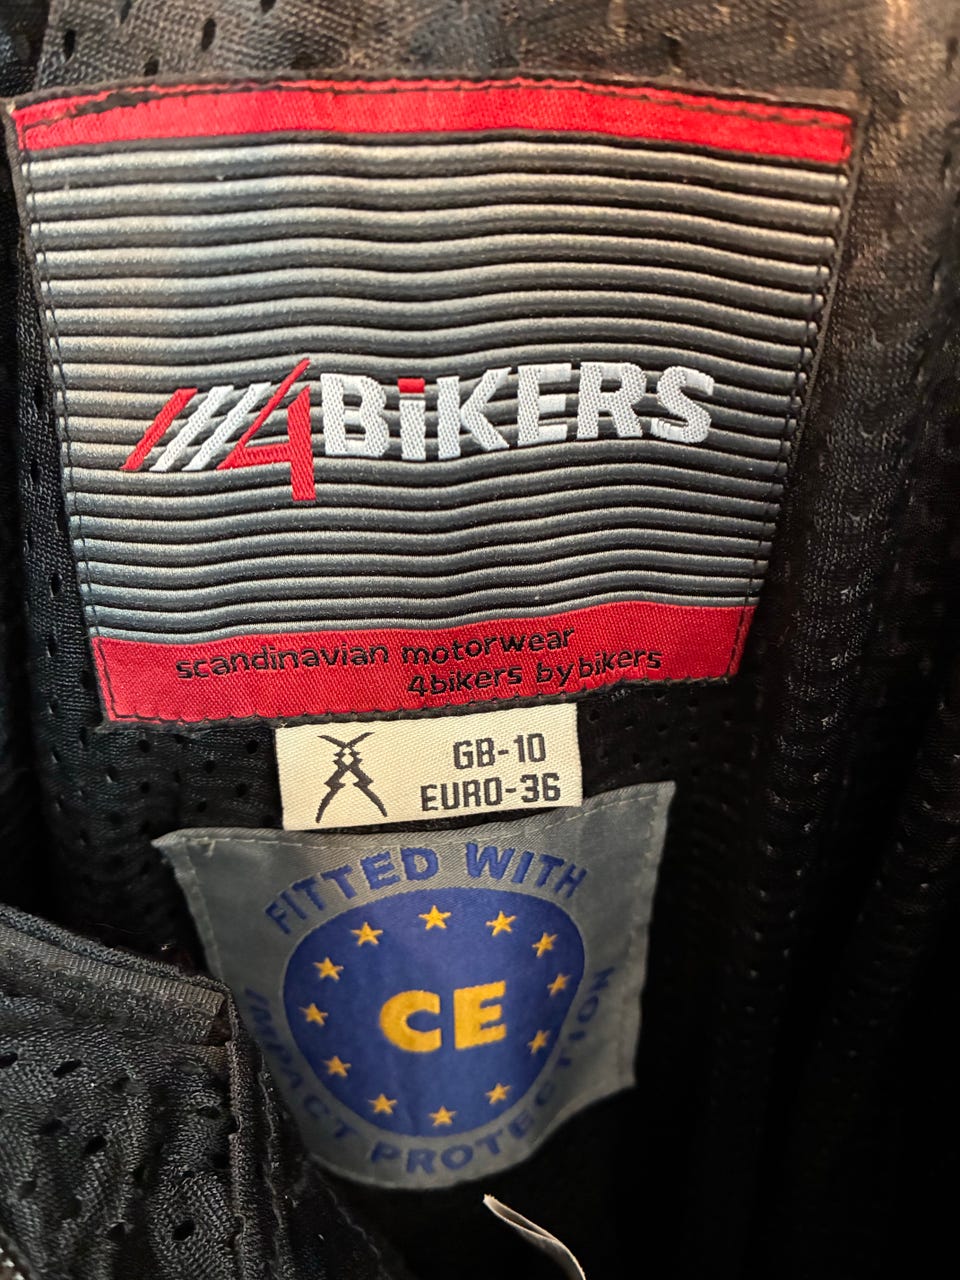 4BiKERS
scandinavian motorwear
4bikers by bikers
GB-10
EURO-36
FITTED WITH
CE
IMPACT PROTECTION